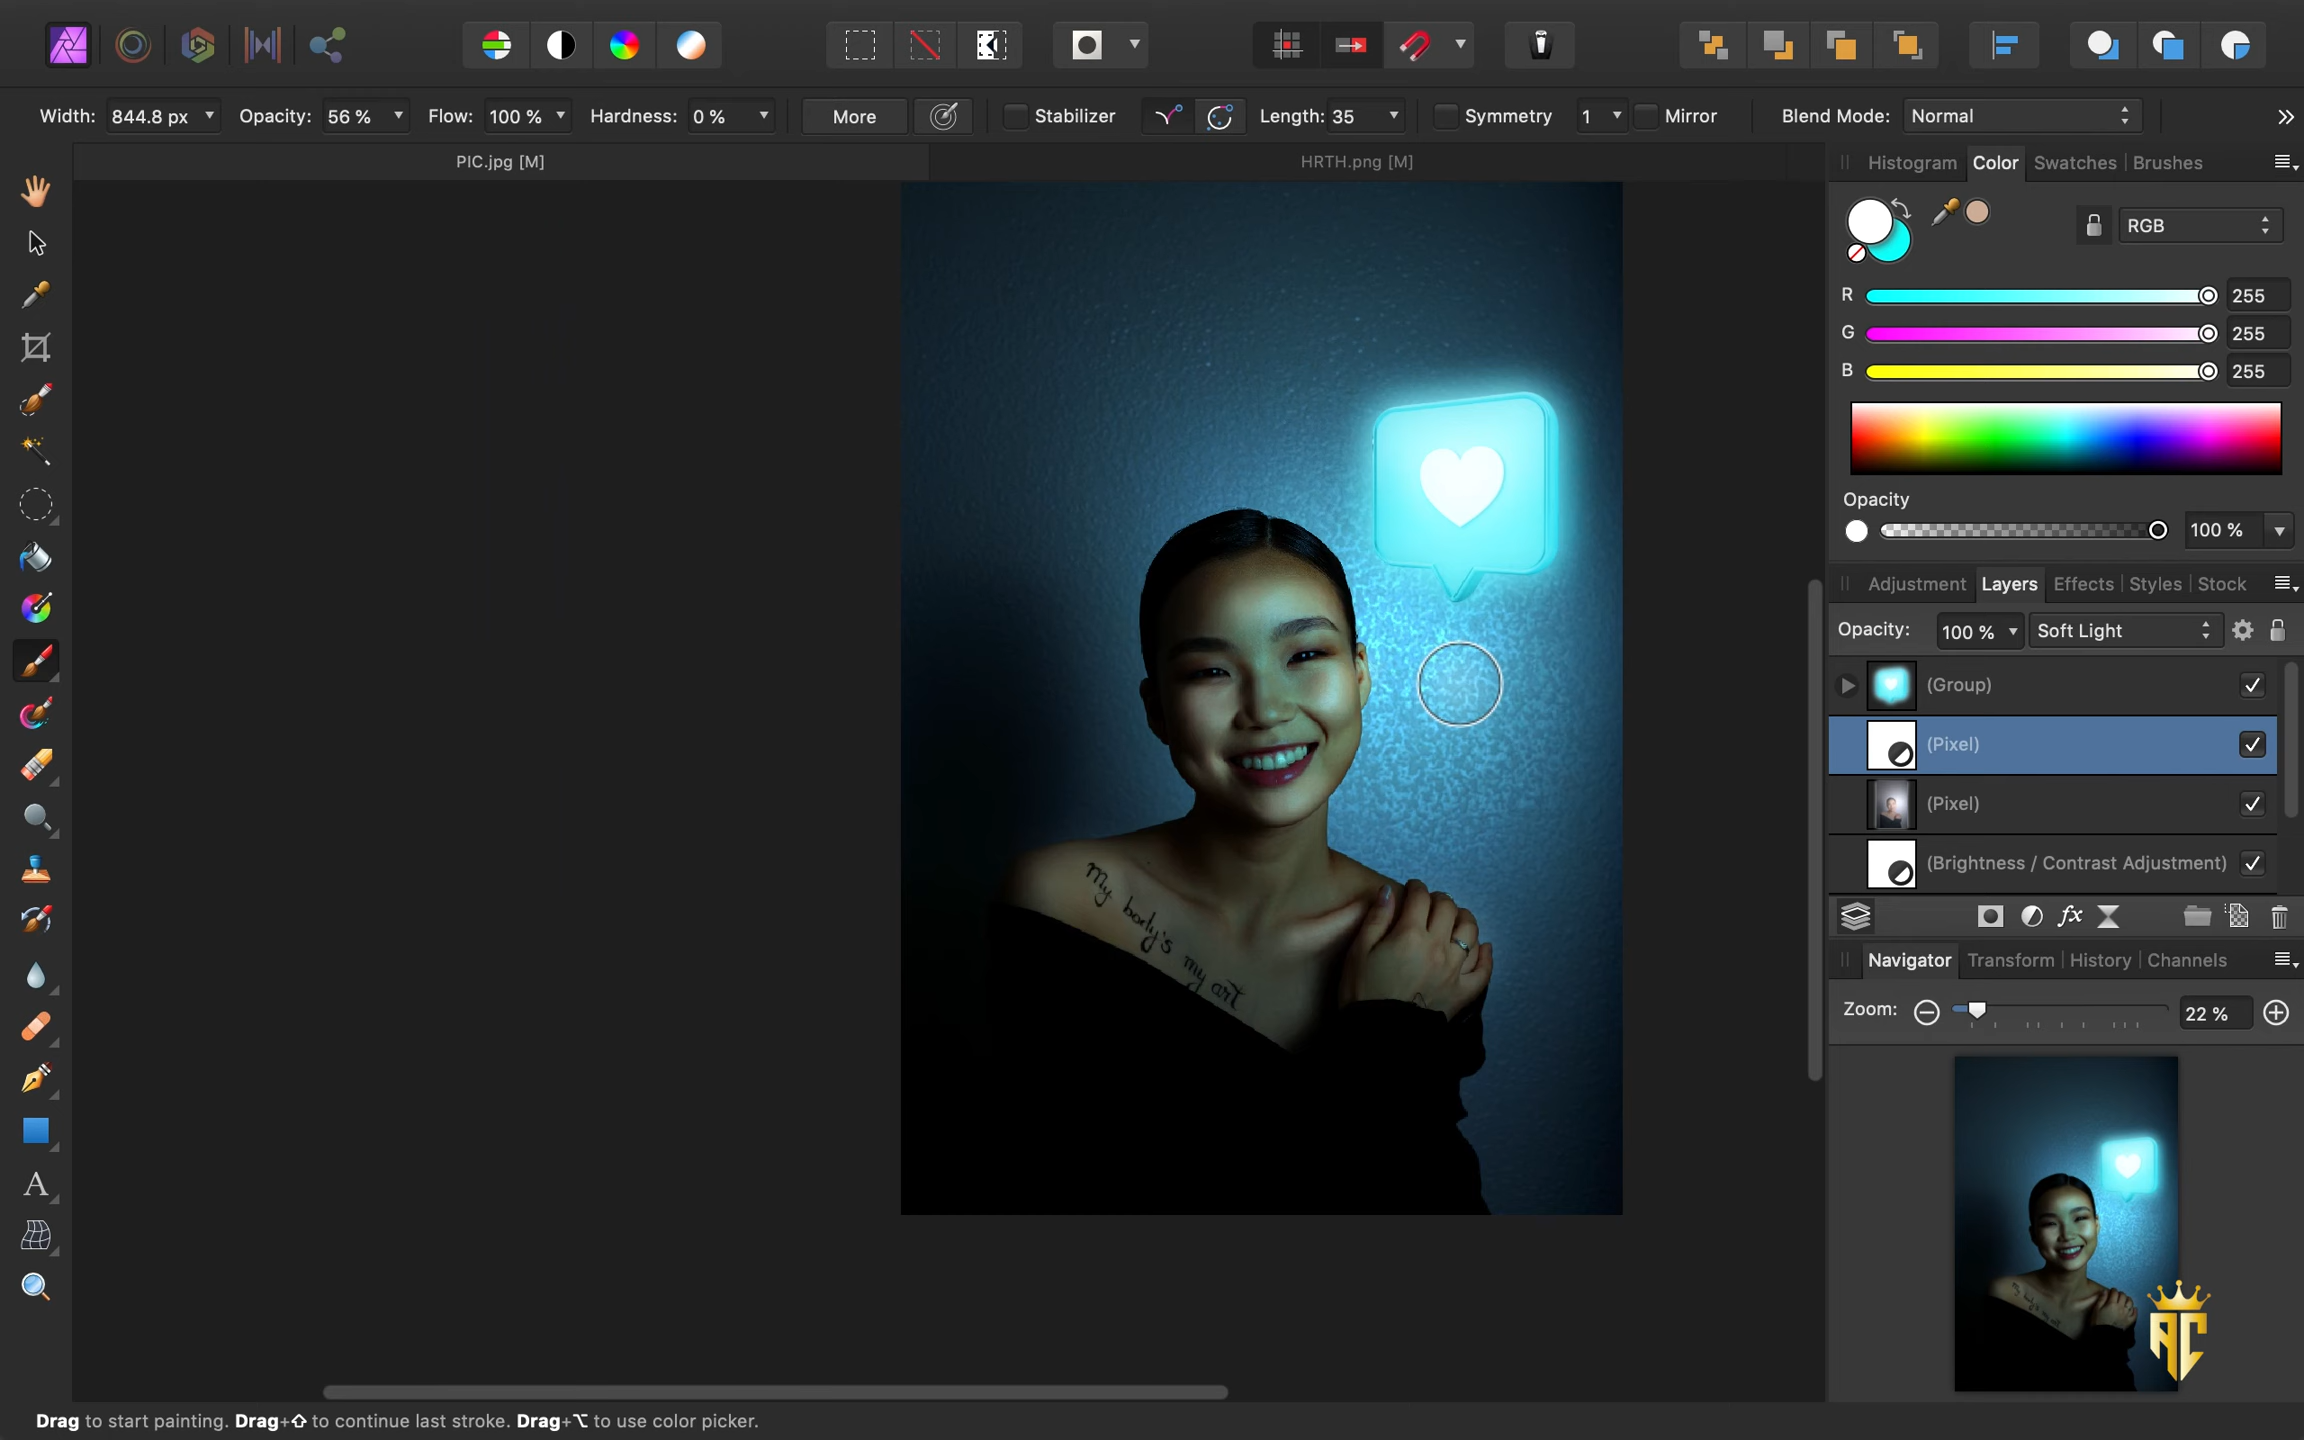 Width: 844.8 px Opacity: 56 % Flow: 100 % Hardness: 0 % More Stabilizer Length: 35 Symmetry 1 Mirror Blend Mode: Normal
PIC.jpg [M] HRTH.png [M]
Histogram Color Swatches Brushes
RGB
R 255
G 255
B 255
Opacity
100 %
Adjustment Layers Effects Styles Stock
Opacity: 100 % Soft Light
(Group)
(Pixel)
(Pixel)
(Brightness / Contrast Adjustment)
fx
Navigator Transform History Channels
Zoom: 22 %
My body's my art
A
AC
Drag to start painting. Drag+⇧ to continue last stroke. Drag+⌥ to use color picker.